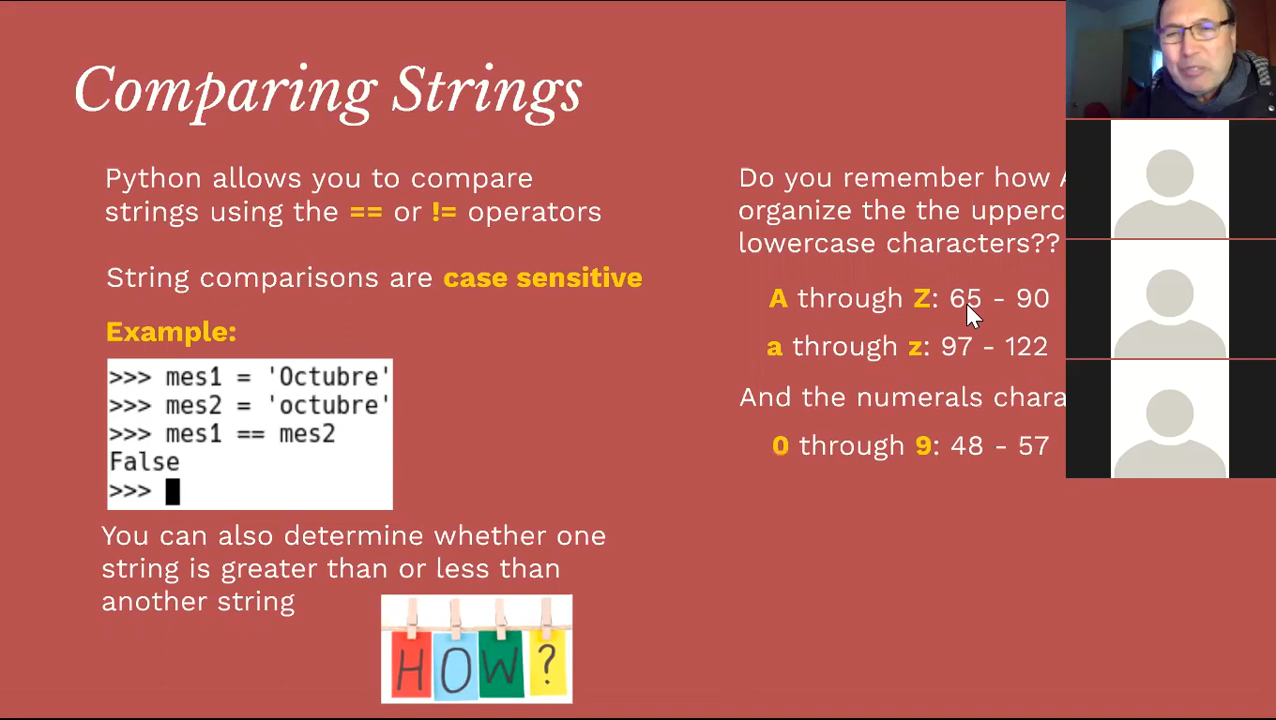 Comparing Strings
Python allows you to compare
strings using the == or != operators
String comparisons are case sensitive
Example:
>>> mes1 = 'Octubre'
>>> mes2 = 'octubre'
>>> mes1 == mes2
False
>>>
You can also determine whether one
string is greater than or less than
another string
HOW?
Do you remember how
organize the the
lowercase characters??
A through Z: 65 - 90
a through z: 97 - 122
And the numerals
0 through 9: 48 - 57